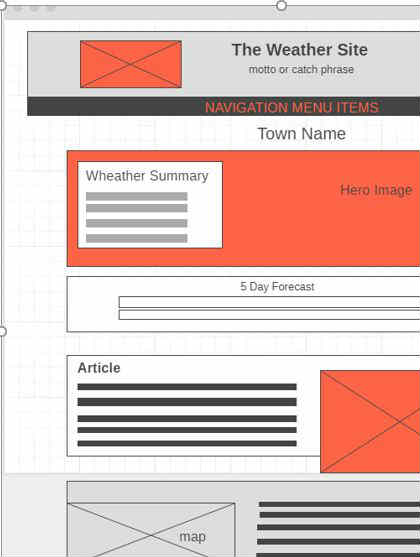 The Weather Site
motto or catch phrase
NAVIGATION MENU ITEMS
Town Name
Wheather Summary
Hero Image
5 Day Forecast
Article
map